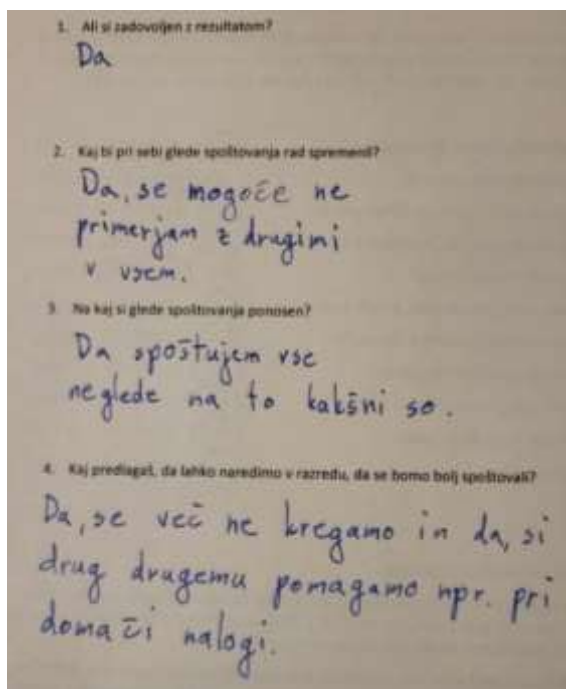 1. Ali si zadovoljen z rezultatom?
Da
2. Kaj bi pri sebi glede spoštovanja rad spremenil?
Da, se mogoče ne
primerjam z drugimi
v vsem.
3. Na kaj si glede spoštovanja ponosen?
Da spoštujem vse
neglede na to kakšni so.
4. Kaj predlagaš, da lahko naredimo v razredu, da se bomo bolj spoštovali?
Da, se več ne kregamo in da, si
drug drugemu pomagamo npr. pri
domači nalogi.